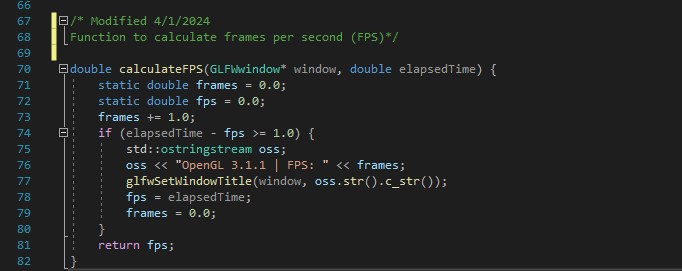 66
67 /* Modified 4/1/2024
68 Function to calculate frames per second (FPS)*/
69
70 double calculateFPS(GLFWwindow* window, double elapsedTime) {
71 static double frames = 0.0;
72 static double fps = 0.0;
73 frames += 1.0;
74 if (elapsedTime - fps >= 1.0) {
75 std::ostringstream oss;
76 oss << "OpenGL 3.1.1 | FPS: " << frames;
77 glfwSetWindowTitle(window, oss.str().c_str());
78 fps = elapsedTime;
79 frames = 0.0;
80 }
81 return fps;
82 }